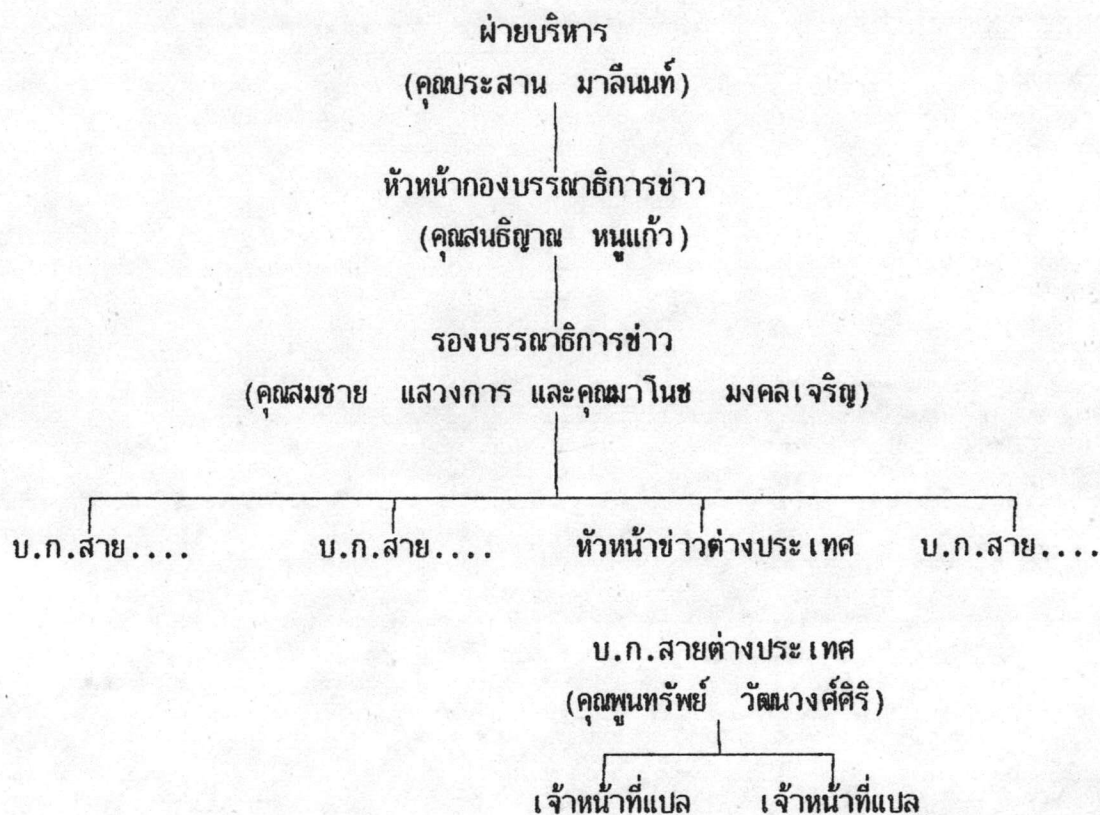 ฝ่ายบริหาร
(คุณประสาน มาลีนนท์)
หัวหน้ากองบรรณาธิการข่าว
(คุณสนธิญาณ หนูแก้ว)
รองบรรณาธิการข่าว
(คุณสมชาย แสวงการ และคุณมาโนช มงคลเจริญ)
บ.ก.สาย.... บ.ก.สาย.... หัวหน้าข่าวต่างประเทศ บ.ก.สาย....
บ.ก.สายต่างประเทศ
(คุณพูนทรัพย์ วัฒนวงศ์ศิริ)
เจ้าหน้าที่แปล เจ้าหน้าที่แปล